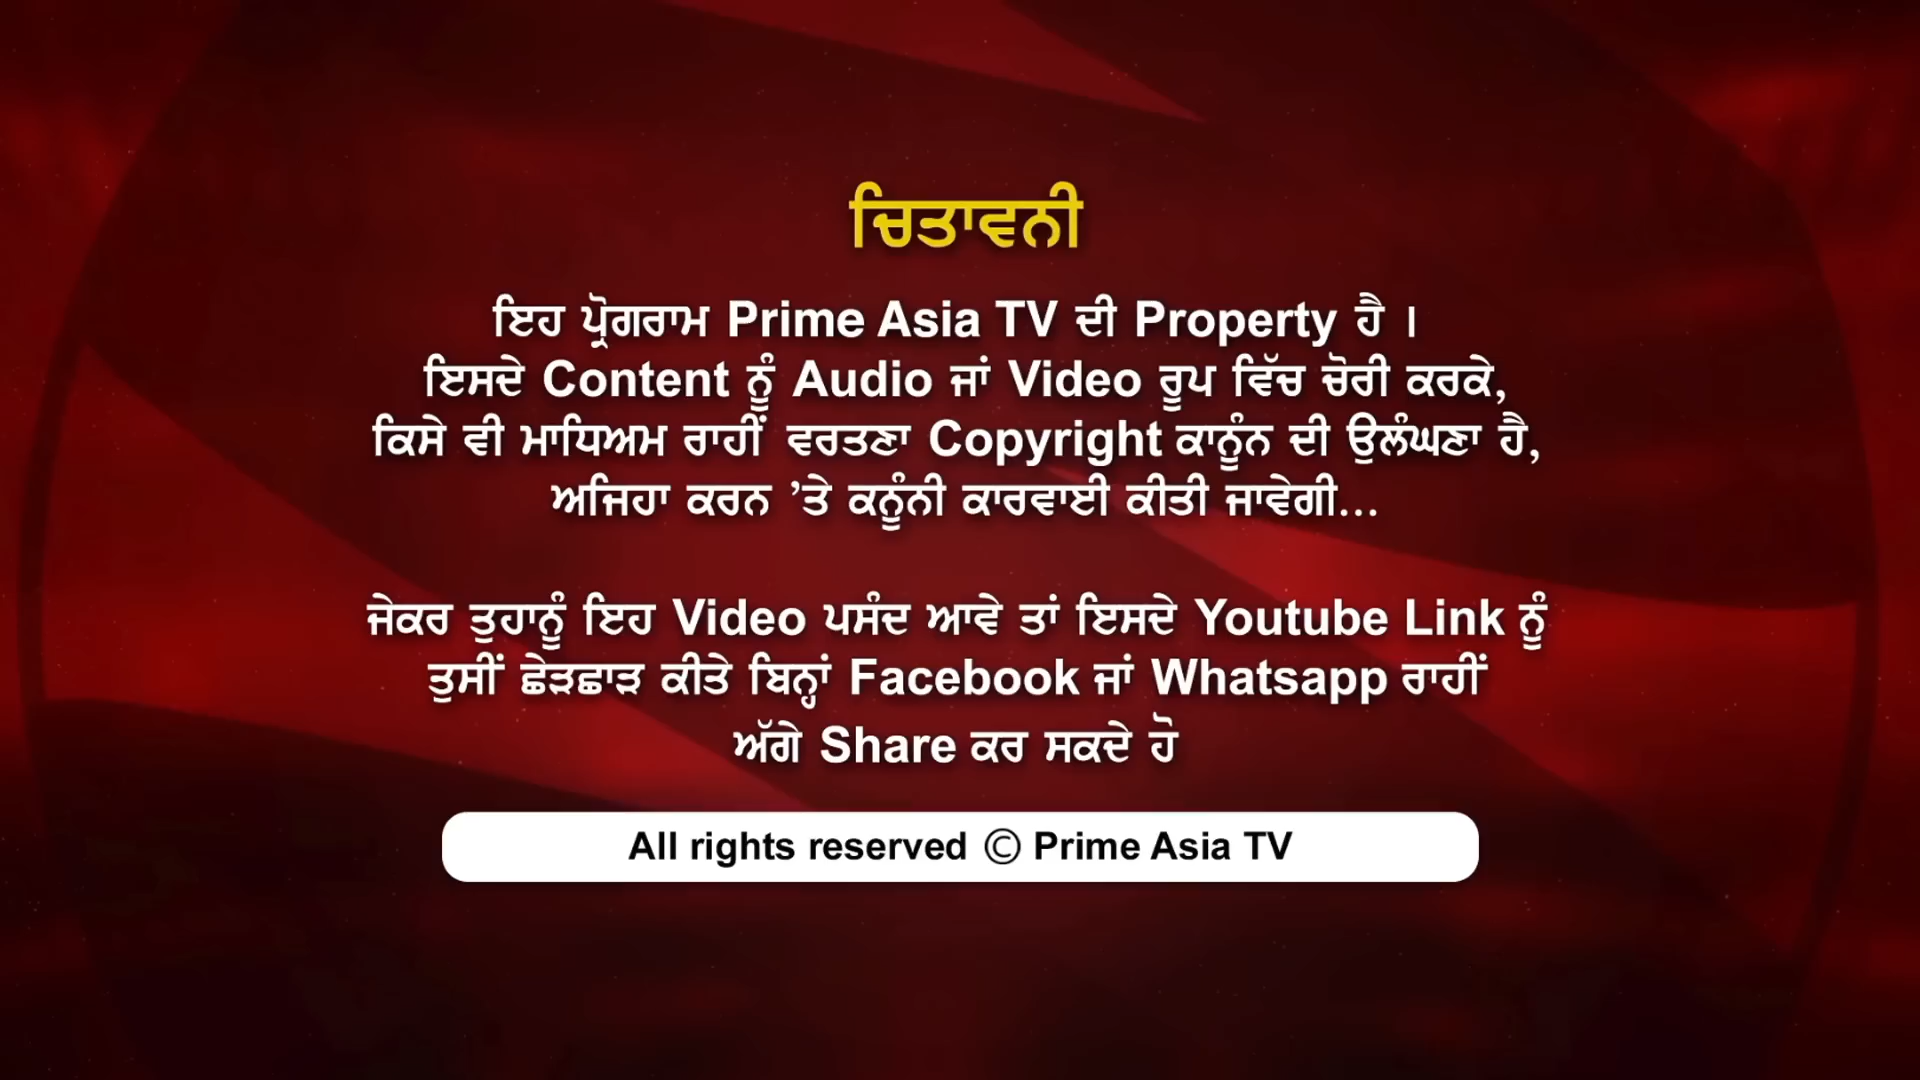 ਚਿਤਾਵਨੀ
ਇਹ ਪ੍ਰੋਗਰਾਮ Prime Asia TV ਦੀ Property ਹੈ ।
ਇਸਦੇ Content ਨੂੰ Audio ਜਾਂ Video ਰੂਪ ਵਿੱਚ ਚੋਰੀ ਕਰਕੇ,
ਕਿਸੇ ਵੀ ਮਾਧਿਅਮ ਰਾਹੀਂ ਵਰਤਣਾ Copyright ਕਾਨੂੰਨ ਦੀ ਉਲੰਘਣਾ ਹੈ,
ਅਜਿਹਾ ਕਰਨ ’ਤੇ ਕਨੂੰਨੀ ਕਾਰਵਾਈ ਕੀਤੀ ਜਾਵੇਗੀ...
ਜੇਕਰ ਤੁਹਾਨੂੰ ਇਹ Video ਪਸੰਦ ਆਵੇ ਤਾਂ ਇਸਦੇ Youtube Link ਨੂੰ
ਤੁਸੀਂ ਛੇੜਛਾੜ ਕੀਤੇ ਬਿਨ੍ਹਾਂ Facebook ਜਾਂ Whatsapp ਰਾਹੀਂ
ਅੱਗੇ Share ਕਰ ਸਕਦੇ ਹੋ
All rights reserved © Prime Asia TV